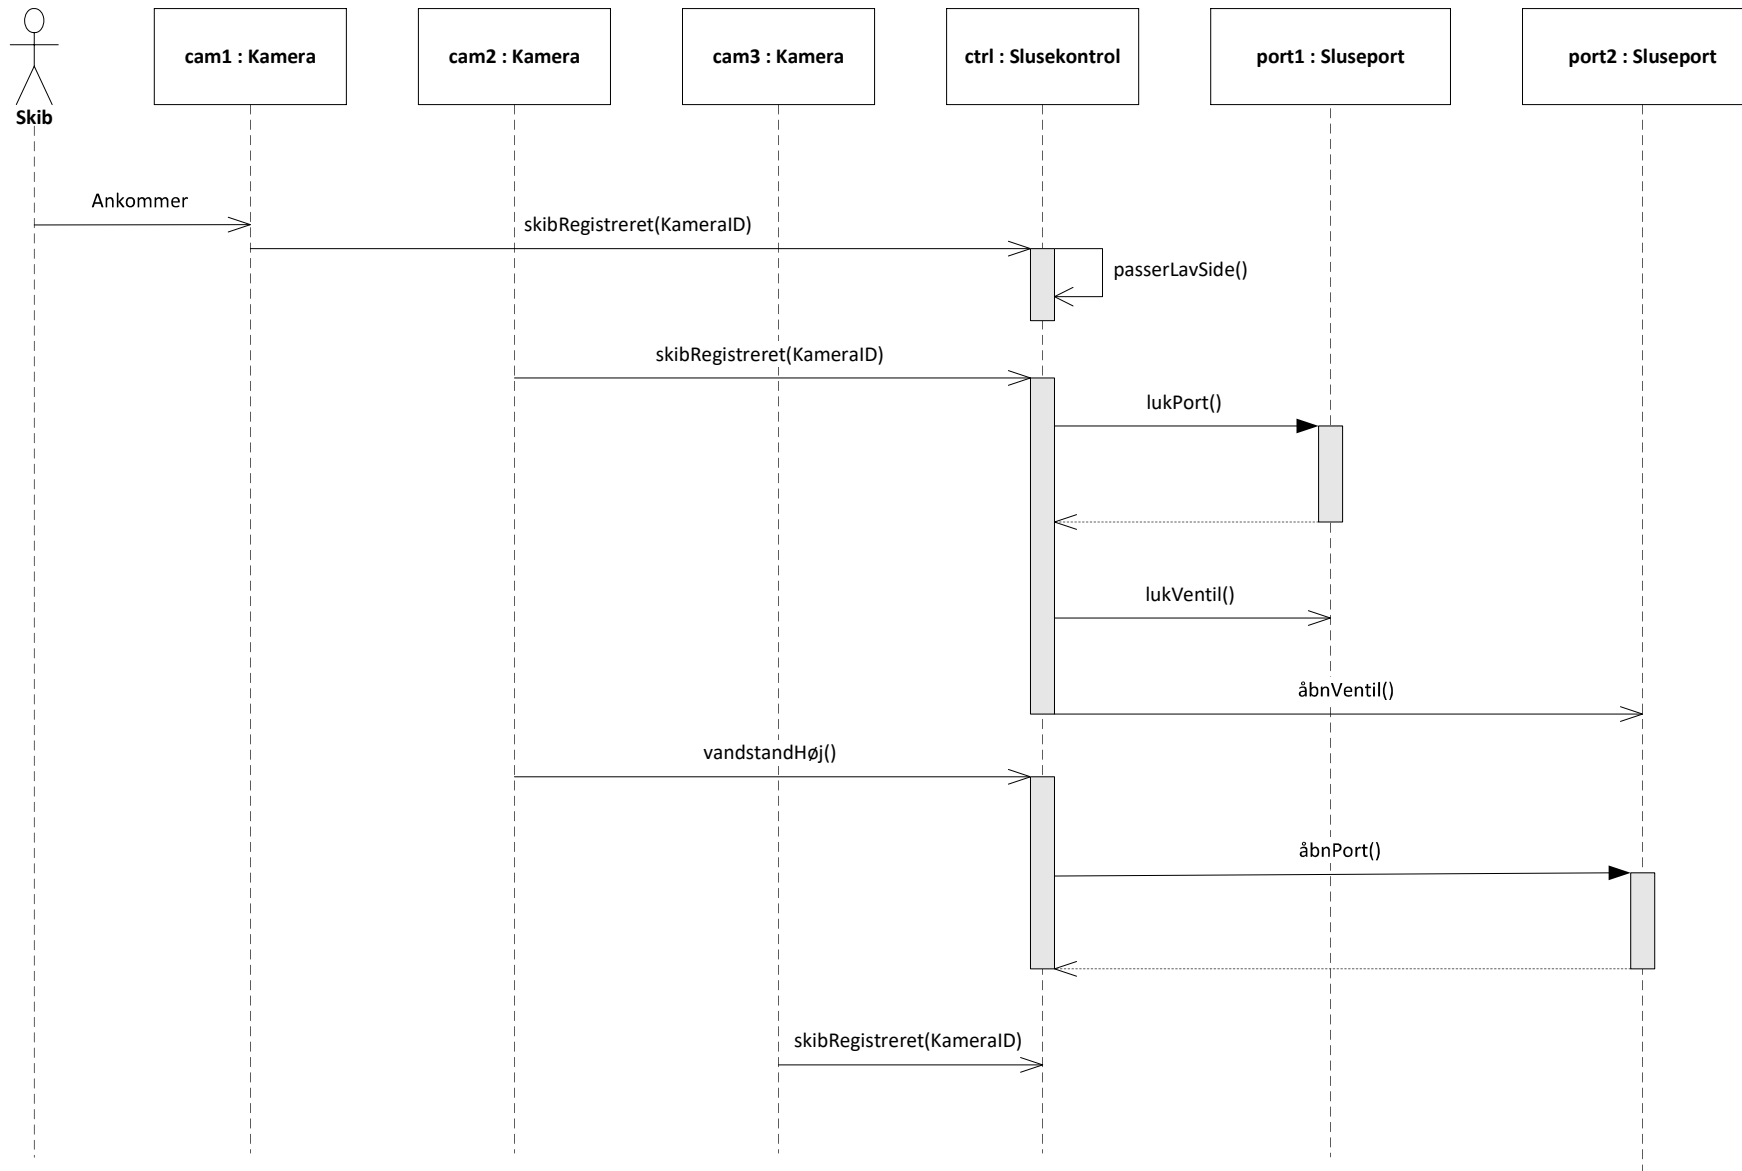 cam1 : Kamera
cam2 : Kamera
cam3 : Kamera
ctrl : Slusekontrol
port1 : Sluseport
port2 : Sluseport
Skib
Ankommer
skibRegistreret(KameraID)
passerLavSide()
skibRegistreret(KameraID)
lukPort()
lukVentil()
åbnVentil()
vandstandHøj()
åbnPort()
skibRegistreret(KameraID)